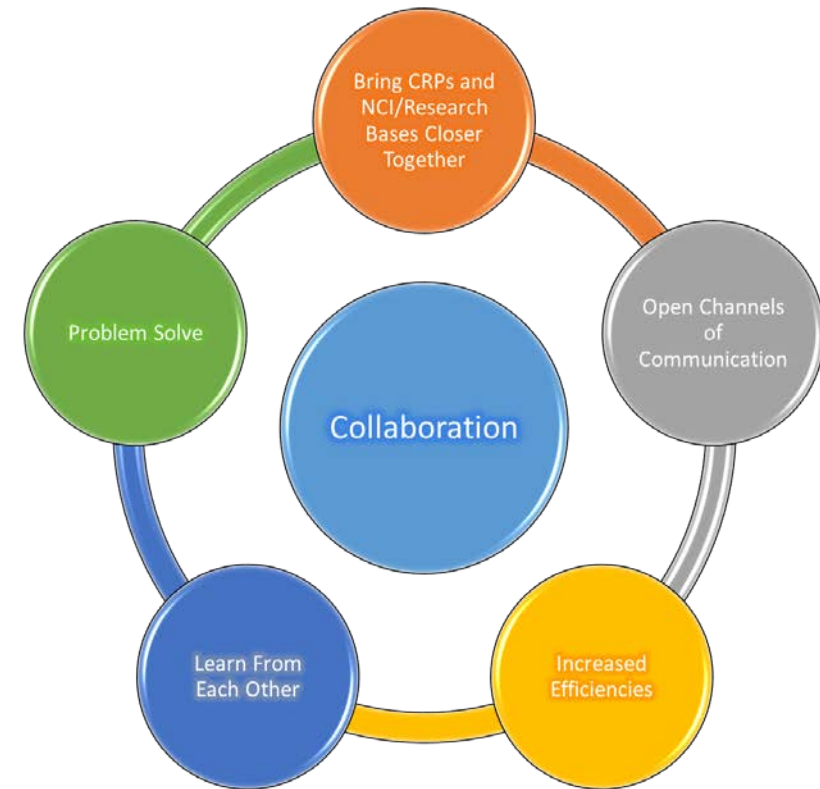 Bring CRPs and
NCI/Research
Bases Closer
Together
Open Channels
of
Communication
Increased
Efficiencies
Learn From
Each Other
Problem Solve
Collaboration